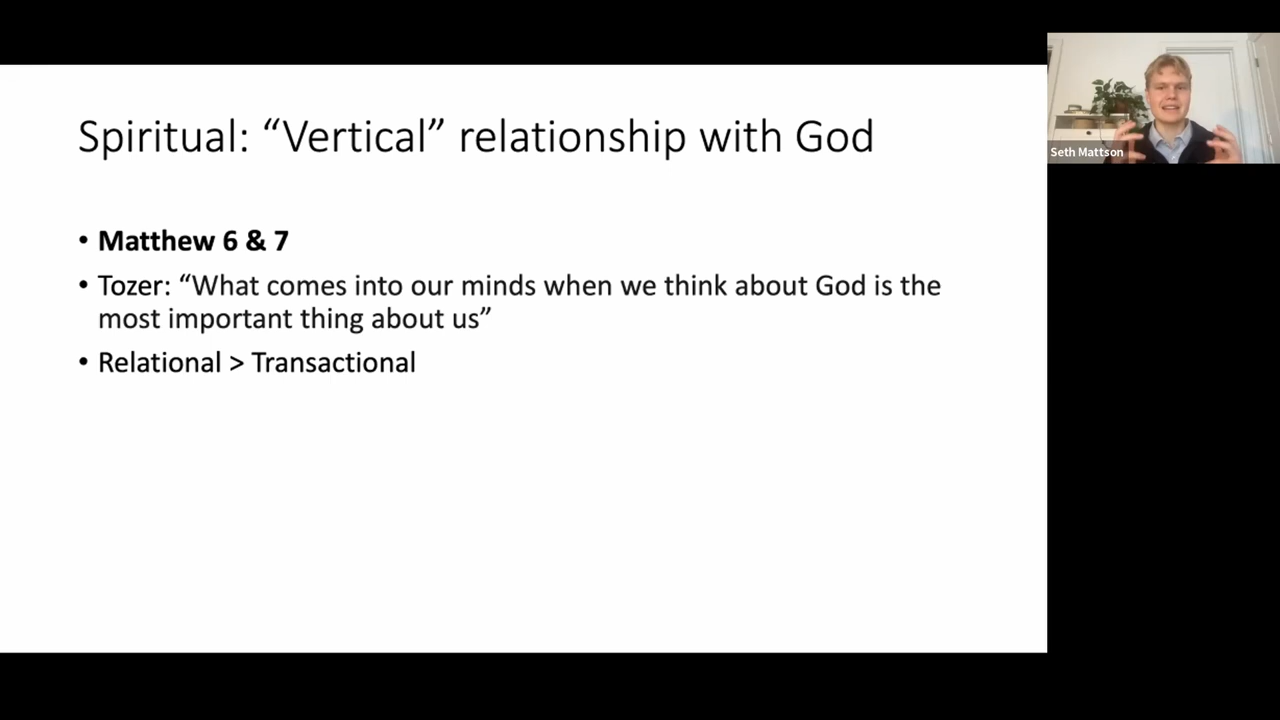 Spiritual: “Vertical” relationship with God
• Matthew 6 & 7
• Tozer: “What comes into our minds when we think about God is the
most important thing about us”
• Relational > Transactional
Seth Mattson